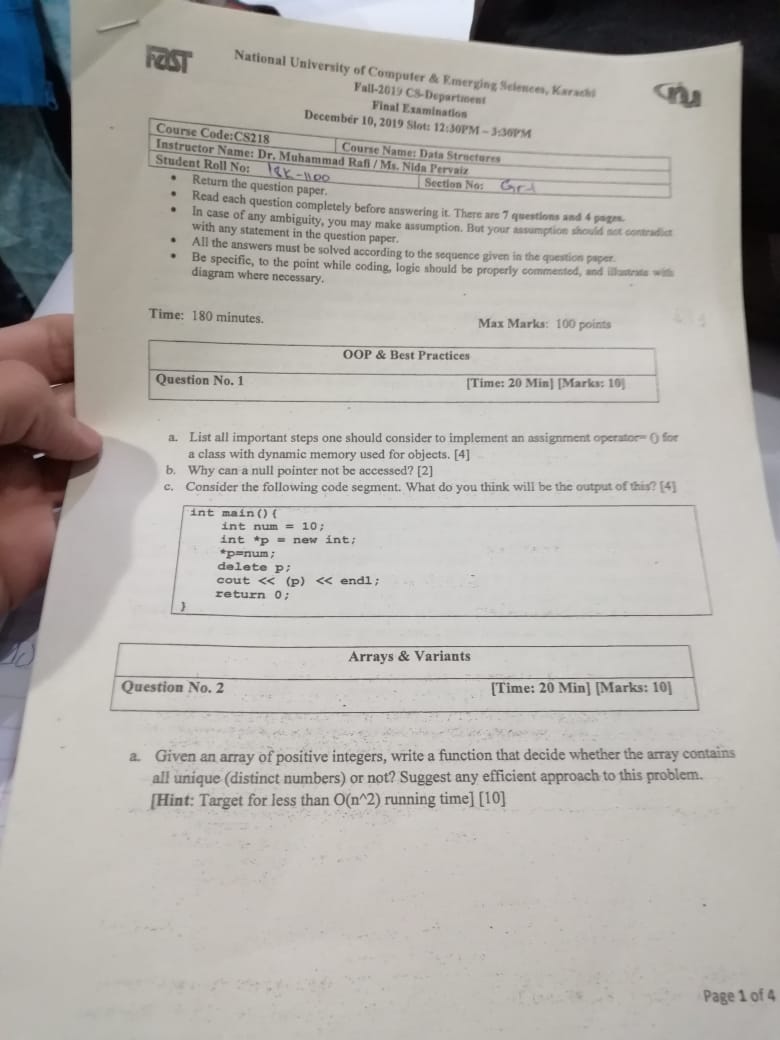 FAST
National University of Computer & Emerging Sciences, Karachi
nu
Fall-2019 CS-Department
Final Examination
December 10, 2019 Slot: 12:30PM – 3:30PM
Course Code:CS218
Course Name: Data Structures
Instructor Name: Dr. Muhammad Rafi / Ms. Nida Pervaiz
Student Roll No: 18K-1100
Section No: Gr-1
• Return the question paper.
• Read each question completely before answering it. There are 7 questions and 4 pages.
• In case of any ambiguity, you may make assumption. But your assumption should not contradict
with any statement in the question paper.
• All the answers must be solved according to the sequence given in the question paper.
• Be specific, to the point while coding, logic should be properly commented, and illustrate with
diagram where necessary.
Time: 180 minutes.
Max Marks: 100 points
OOP & Best Practices
Question No. 1
[Time: 20 Min] [Marks: 10]
a. List all important steps one should consider to implement an assignment operator= () for
a class with dynamic memory used for objects. [4]
b. Why can a null pointer not be accessed? [2]
c. Consider the following code segment. What do you think will be the output of this? [4]
int main(){
int num = 10;
int *p = new int;
*p=num;
delete p;
cout << (p) << endl;
return 0;
}
Arrays & Variants
Question No. 2
[Time: 20 Min] [Marks: 10]
a. Given an array of positive integers, write a function that decide whether the array contains
all unique (distinct numbers) or not? Suggest any efficient approach to this problem.
[Hint: Target for less than O(n^2) running time] [10]
Page 1 of 4